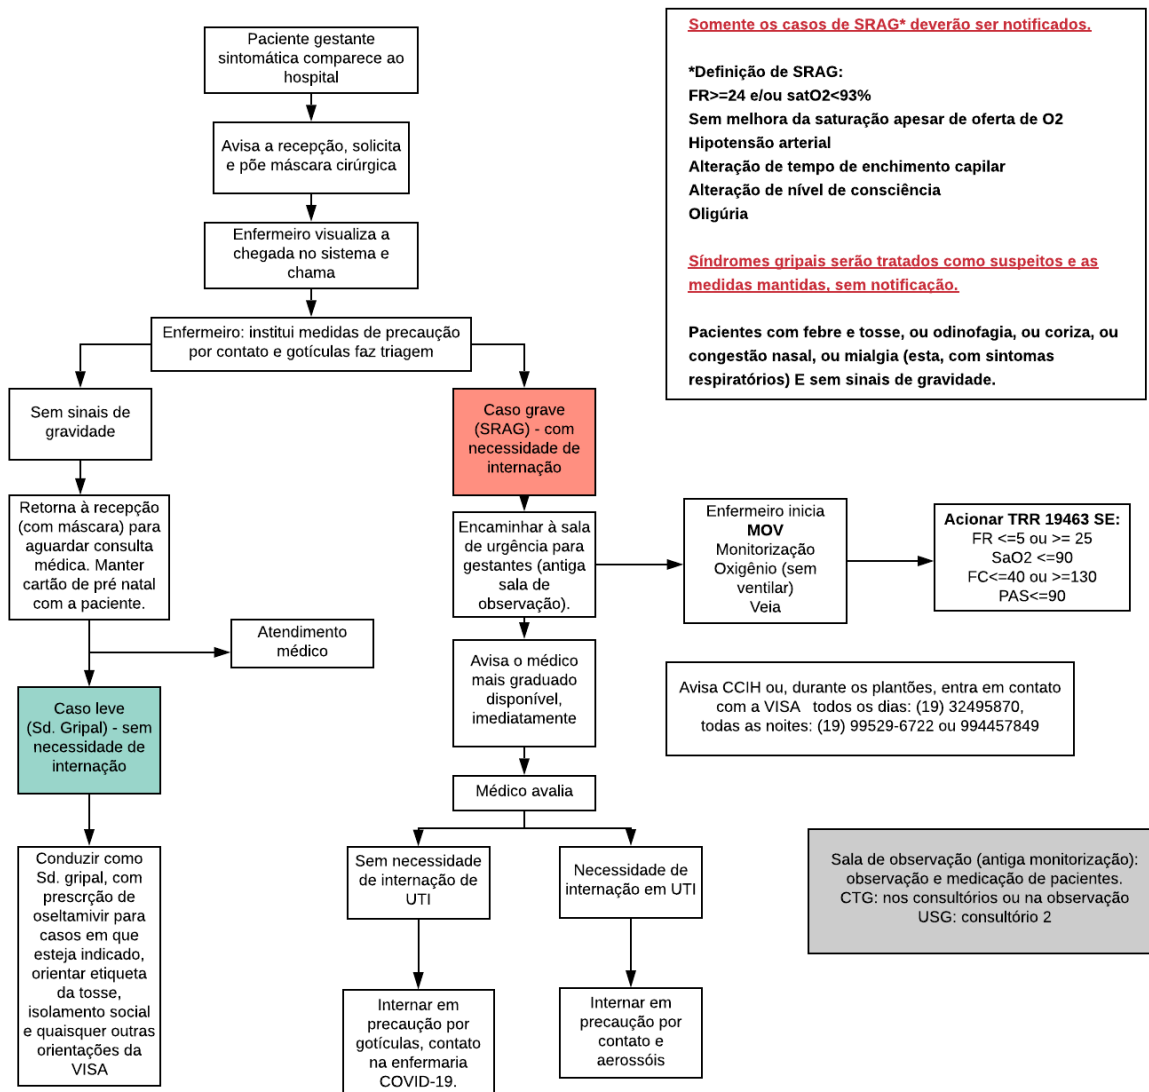 Paciente gestante
sintomática comparece ao
hospital
Avisa a recepção, solicita
e põe máscara cirúrgica
Enfermeiro visualiza a
chegada no sistema e
chama
Enfermeiro: institui medidas de precaução
por contato e gotículas faz triagem
Sem sinais de
gravidade
Retorna à recepção
(com máscara) para
aguardar consulta
médica. Manter
cartão de pré natal
com a paciente.
Atendimento
médico
Caso leve
(Sd. Gripal) - sem
necessidade de
internação
Conduzir como
Sd. gripal, com
prescrção de
oseltamivir para
casos em que
esteja indicado,
orientar etiqueta
da tosse,
isolamento social
e quaisquer outras
orientações da
VISA
Caso grave
(SRAG) - com
necessidade de
internação
Encaminhar à sala
de urgência para
gestantes (antiga
sala de
observação).
Enfermeiro inicia
MOV
Monitorização
Oxigênio (sem
ventilar)
Veia
Acionar TRR 19463 SE:
FR <=5 ou >= 25
SaO2 <=90
FC<=40 ou >=130
PAS<=90
Avisa o médico
mais graduado
disponível,
imediatamente
Médico avalia
Sem necessidade
de internação de
UTI
Necessidade de
internação em UTI
Internar em
precaução por
gotículas, contato
na enfermaria
COVID-19.
Internar em
precaução por
contato e
aerossóis
Somente os casos de SRAG* deverão ser notificados.
*Definição de SRAG:
FR>=24 e/ou satO2<93%
Sem melhora da saturação apesar de oferta de O2
Hipotensão arterial
Alteração de tempo de enchimento capilar
Alteração de nível de consciência
Oligúria
Síndromes gripais serão tratados como suspeitos e as
medidas mantidas, sem notificação.
Pacientes com febre e tosse, ou odinofagia, ou coriza, ou
congestão nasal, ou mialgia (esta, com sintomas
respiratórios) E sem sinais de gravidade.
Avisa CCIH ou, durante os plantões, entra em contato
com a VISA todos os dias: (19) 32495870,
todas as noites: (19) 99529-6722 ou 994457849
Sala de observação (antiga monitorização):
observação e medicação de pacientes.
CTG: nos consultórios ou na observação
USG: consultório 2